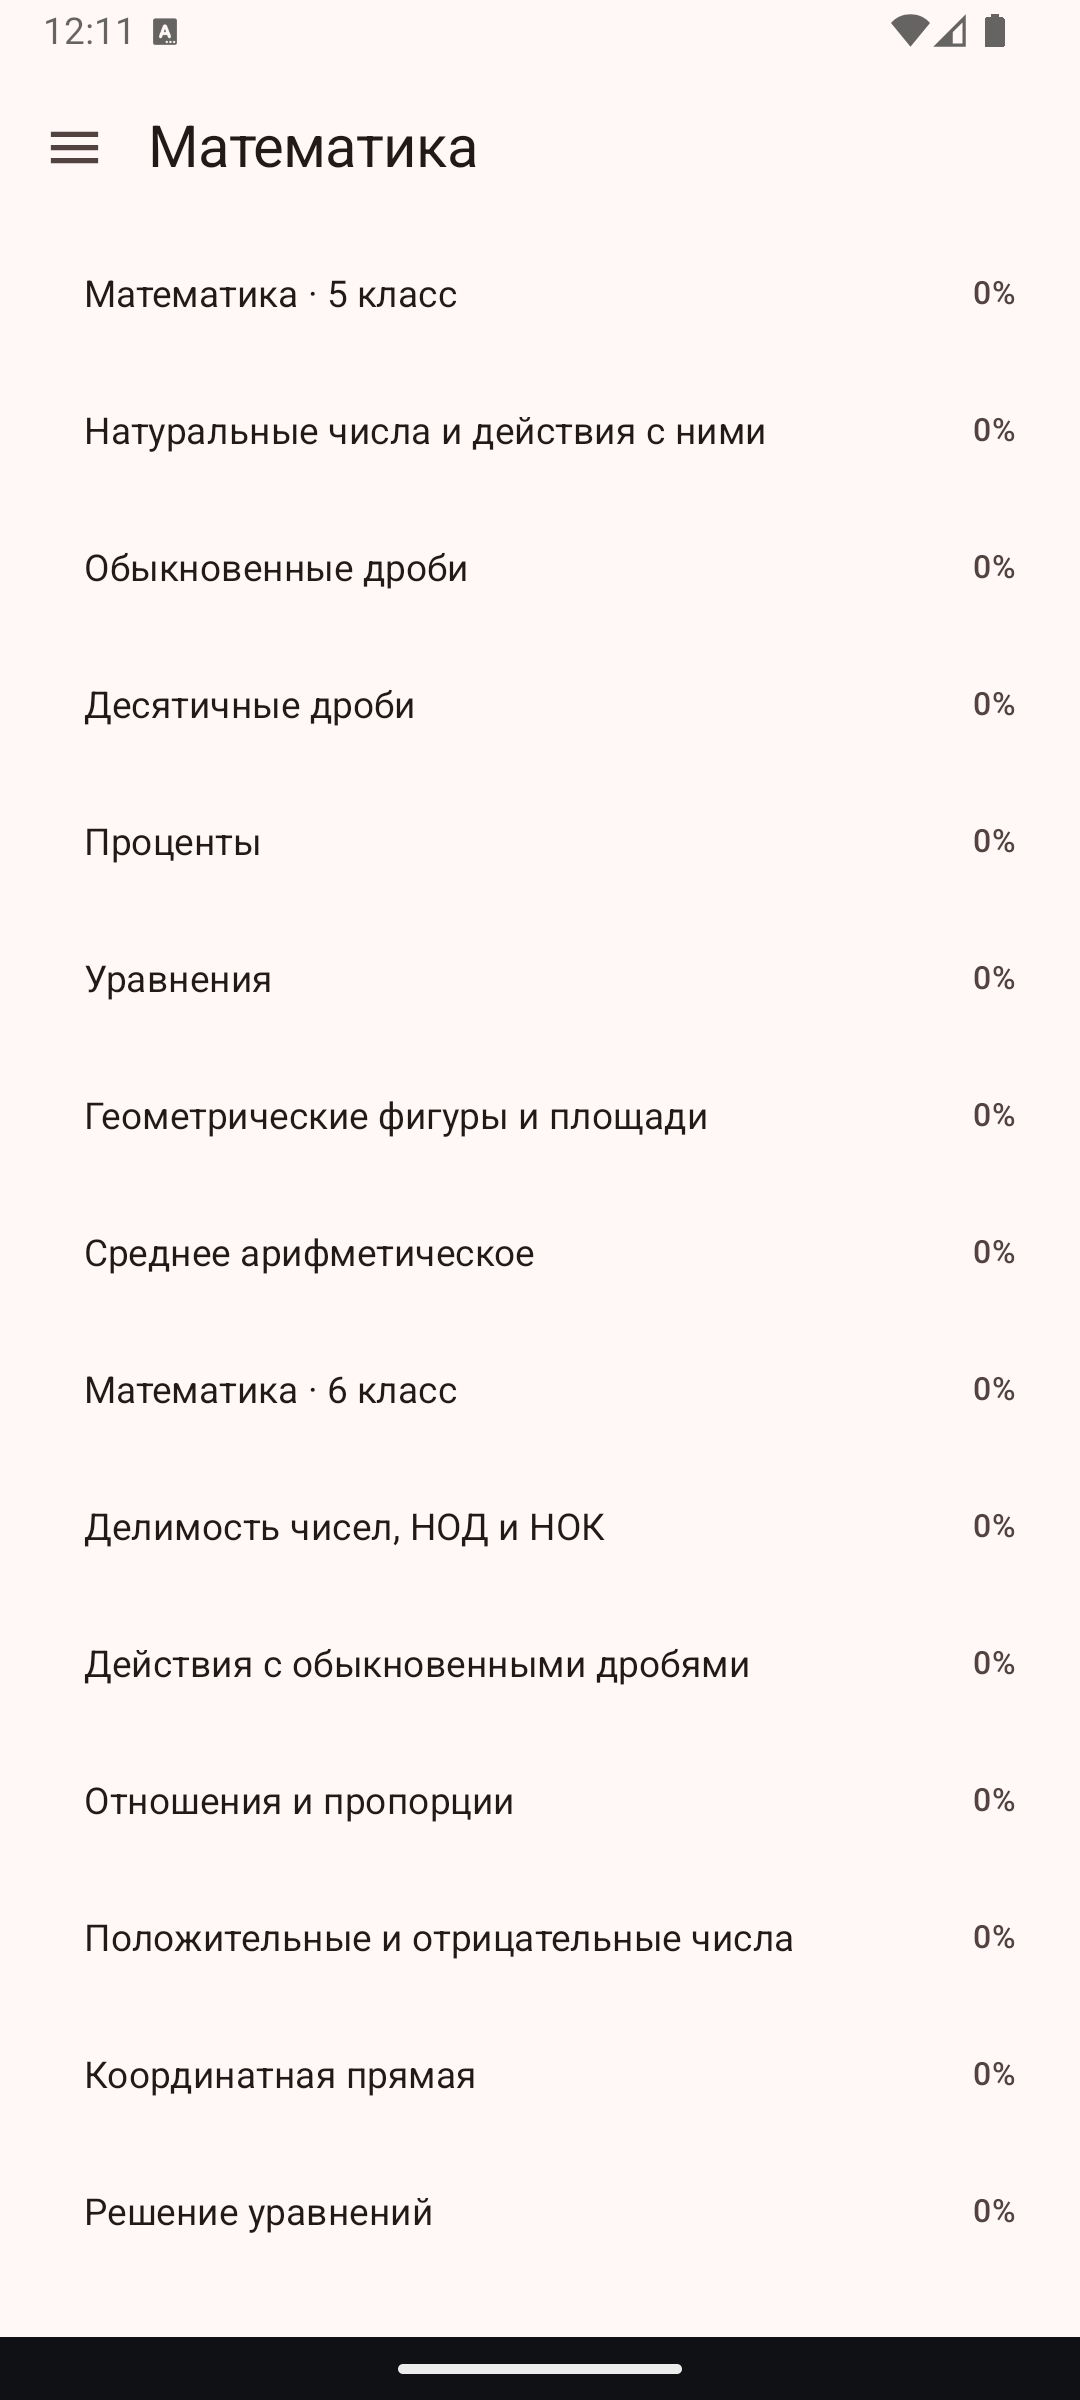 12:11
Математика
Математика · 5 класс 0%
Натуральные числа и действия с ними 0%
Обыкновенные дроби 0%
Десятичные дроби 0%
Проценты 0%
Уравнения 0%
Геометрические фигуры и площади 0%
Среднее арифметическое 0%
Математика · 6 класс 0%
Делимость чисел, НОД и НОК 0%
Действия с обыкновенными дробями 0%
Отношения и пропорции 0%
Положительные и отрицательные числа 0%
Координатная прямая 0%
Решение уравнений 0%